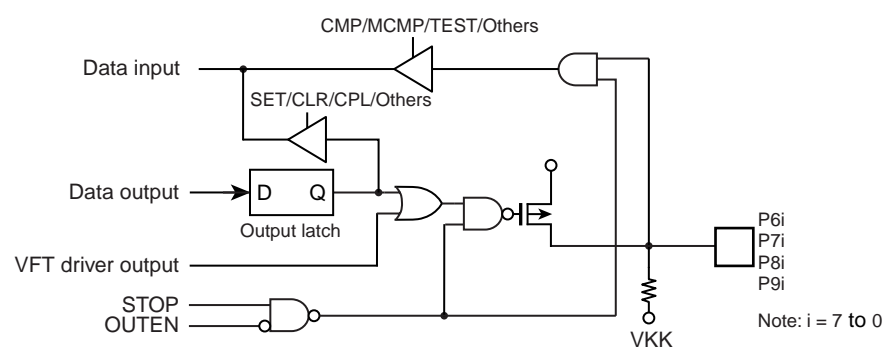 CMP/MCMP/TEST/Others
Data input
SET/CLR/CPL/Others
Data output
D Q
Output latch
VFT driver output
STOP
OUTEN
VKK
P6i
P7i
P8i
P9i
Note: i = 7 to 0